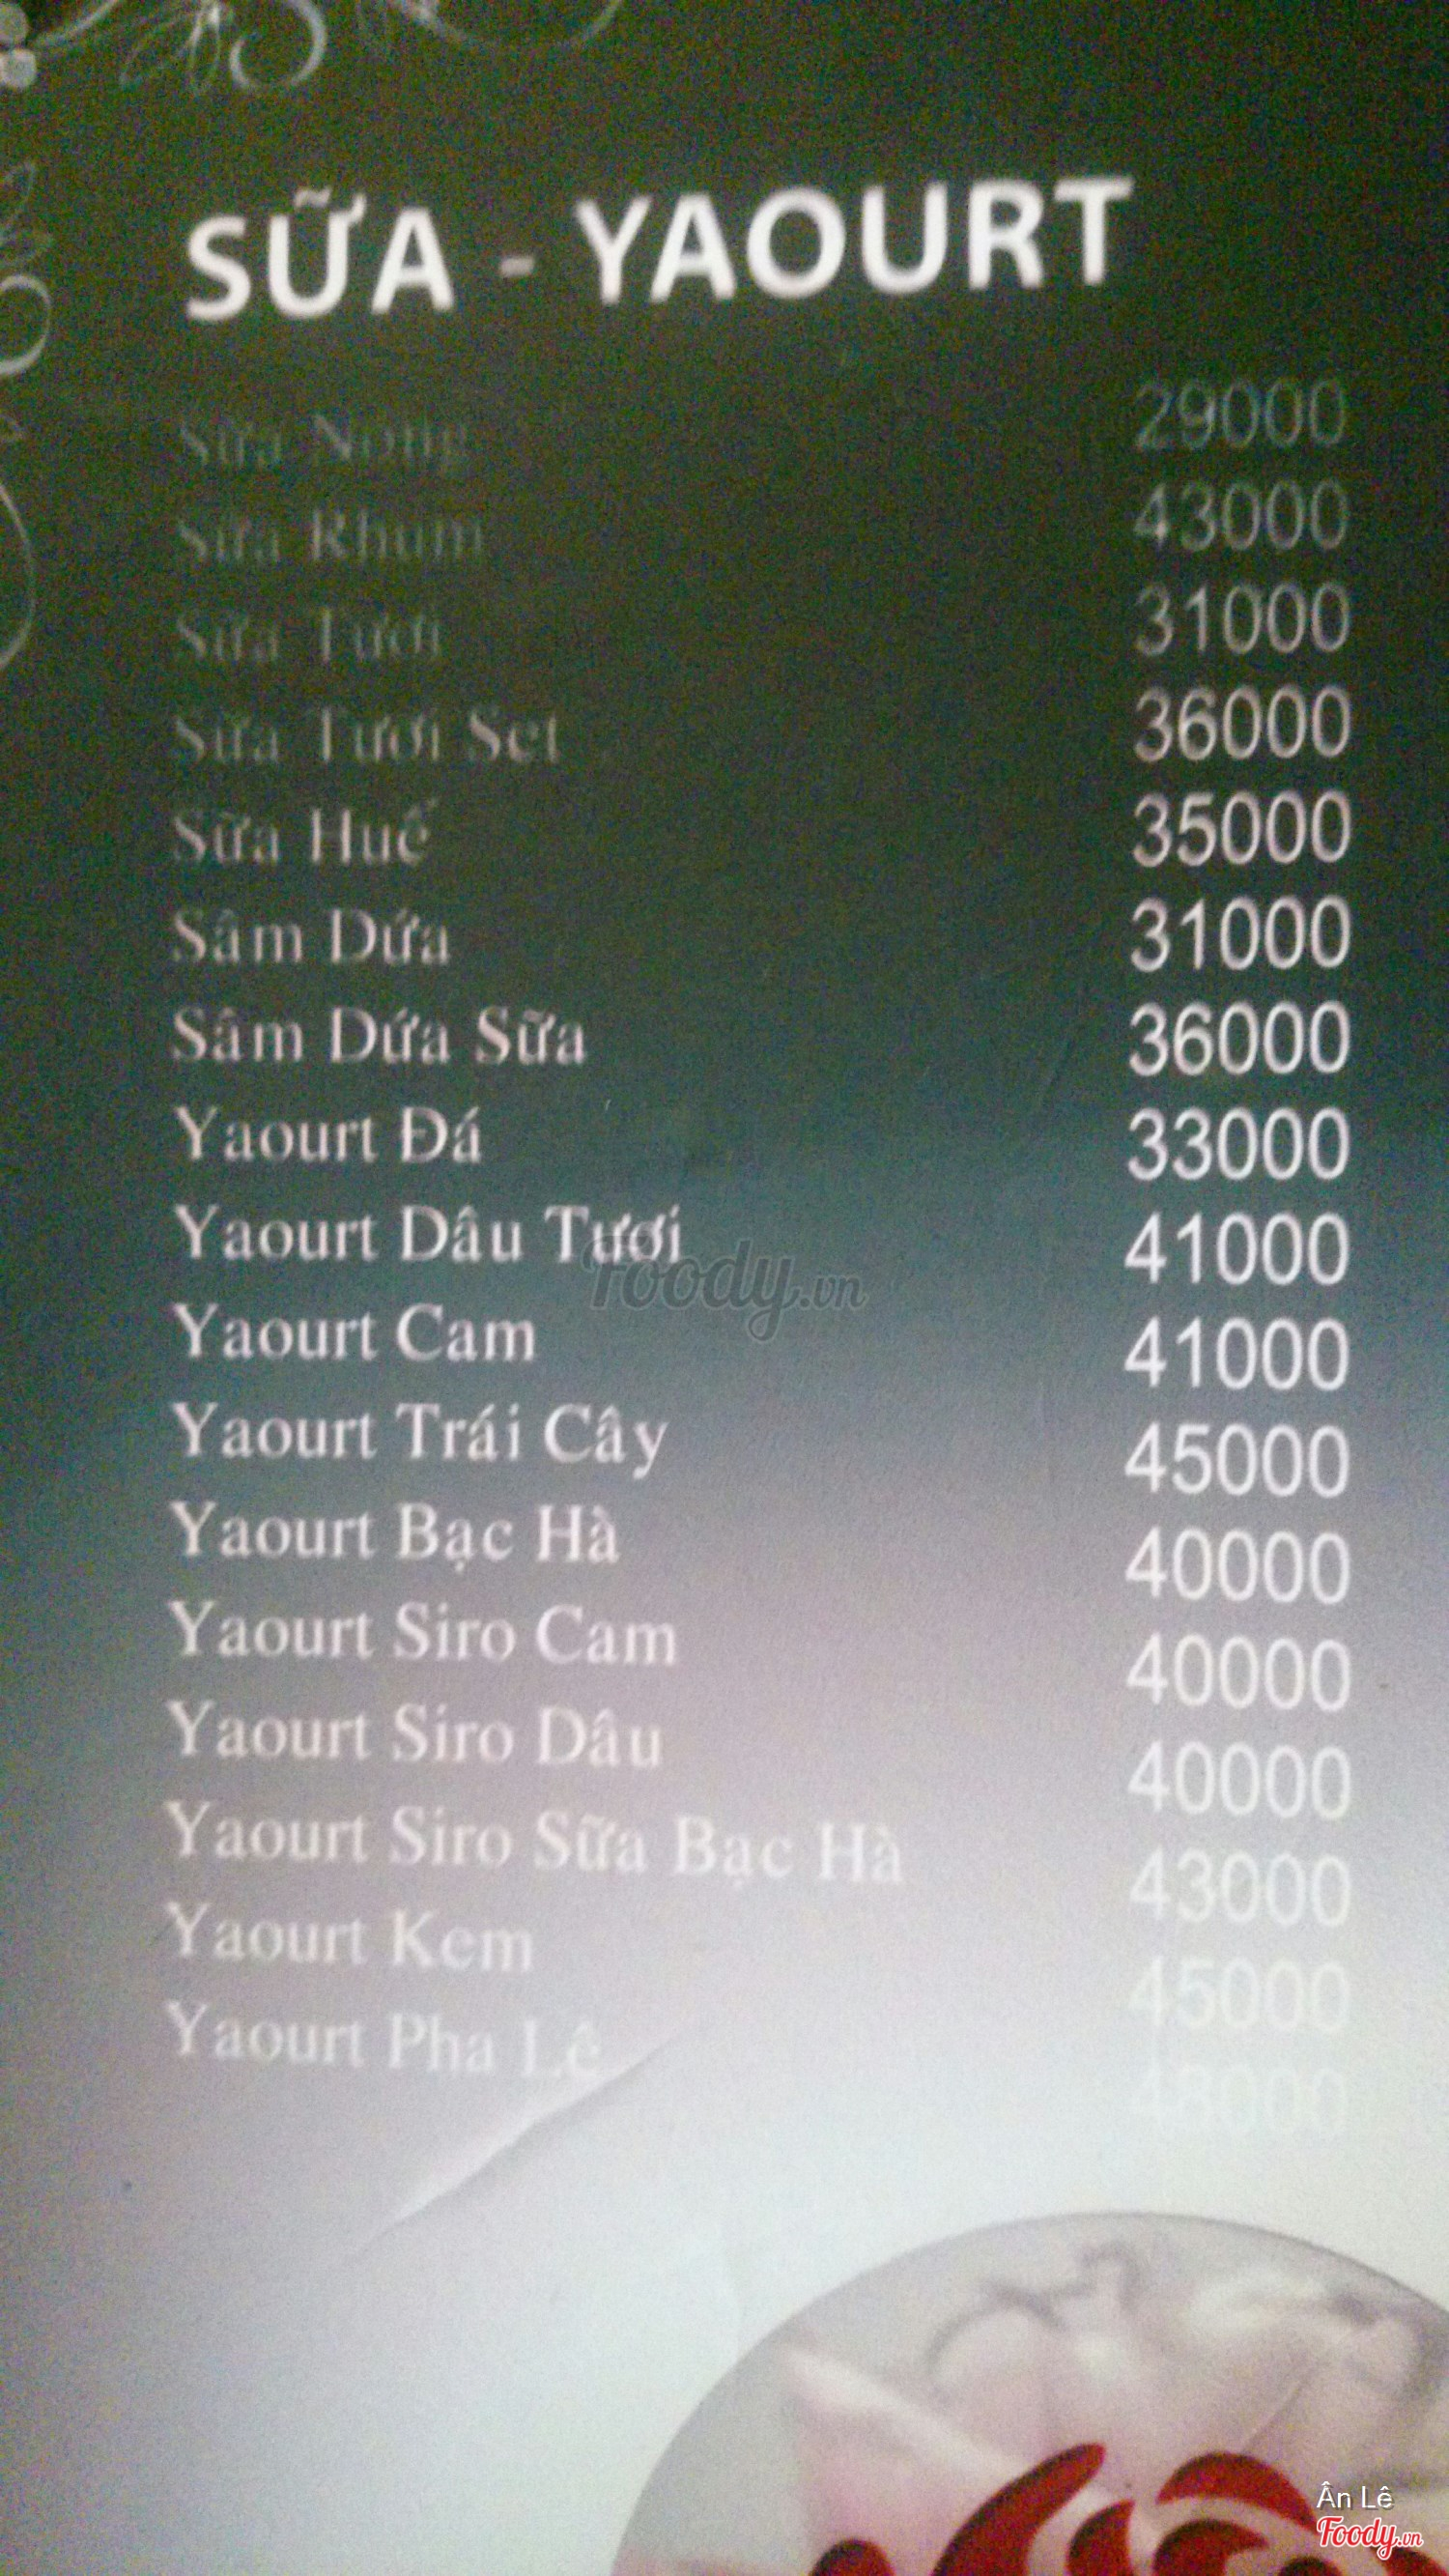 SỮA - YAOURT
Sữa Nóng 29000
Sữa Rhum 43000
Sữa Tươi 31000
Sữa Tươi Set 36000
Sữa Huế 35000
Sâm Dứa 31000
Sâm Dứa Sữa 36000
Yaourt Đá 33000
Yaourt Dâu Tươi 41000
Yaourt Cam 41000
Yaourt Trái Cây 45000
Yaourt Bạc Hà 40000
Yaourt Siro Cam 40000
Yaourt Siro Dâu 40000
Yaourt Siro Sữa Bạc Hà 43000
Yaourt Kem 45000
Yaourt Pha Lê 48000
Foody.vn
Ân Lê
Foody.vn